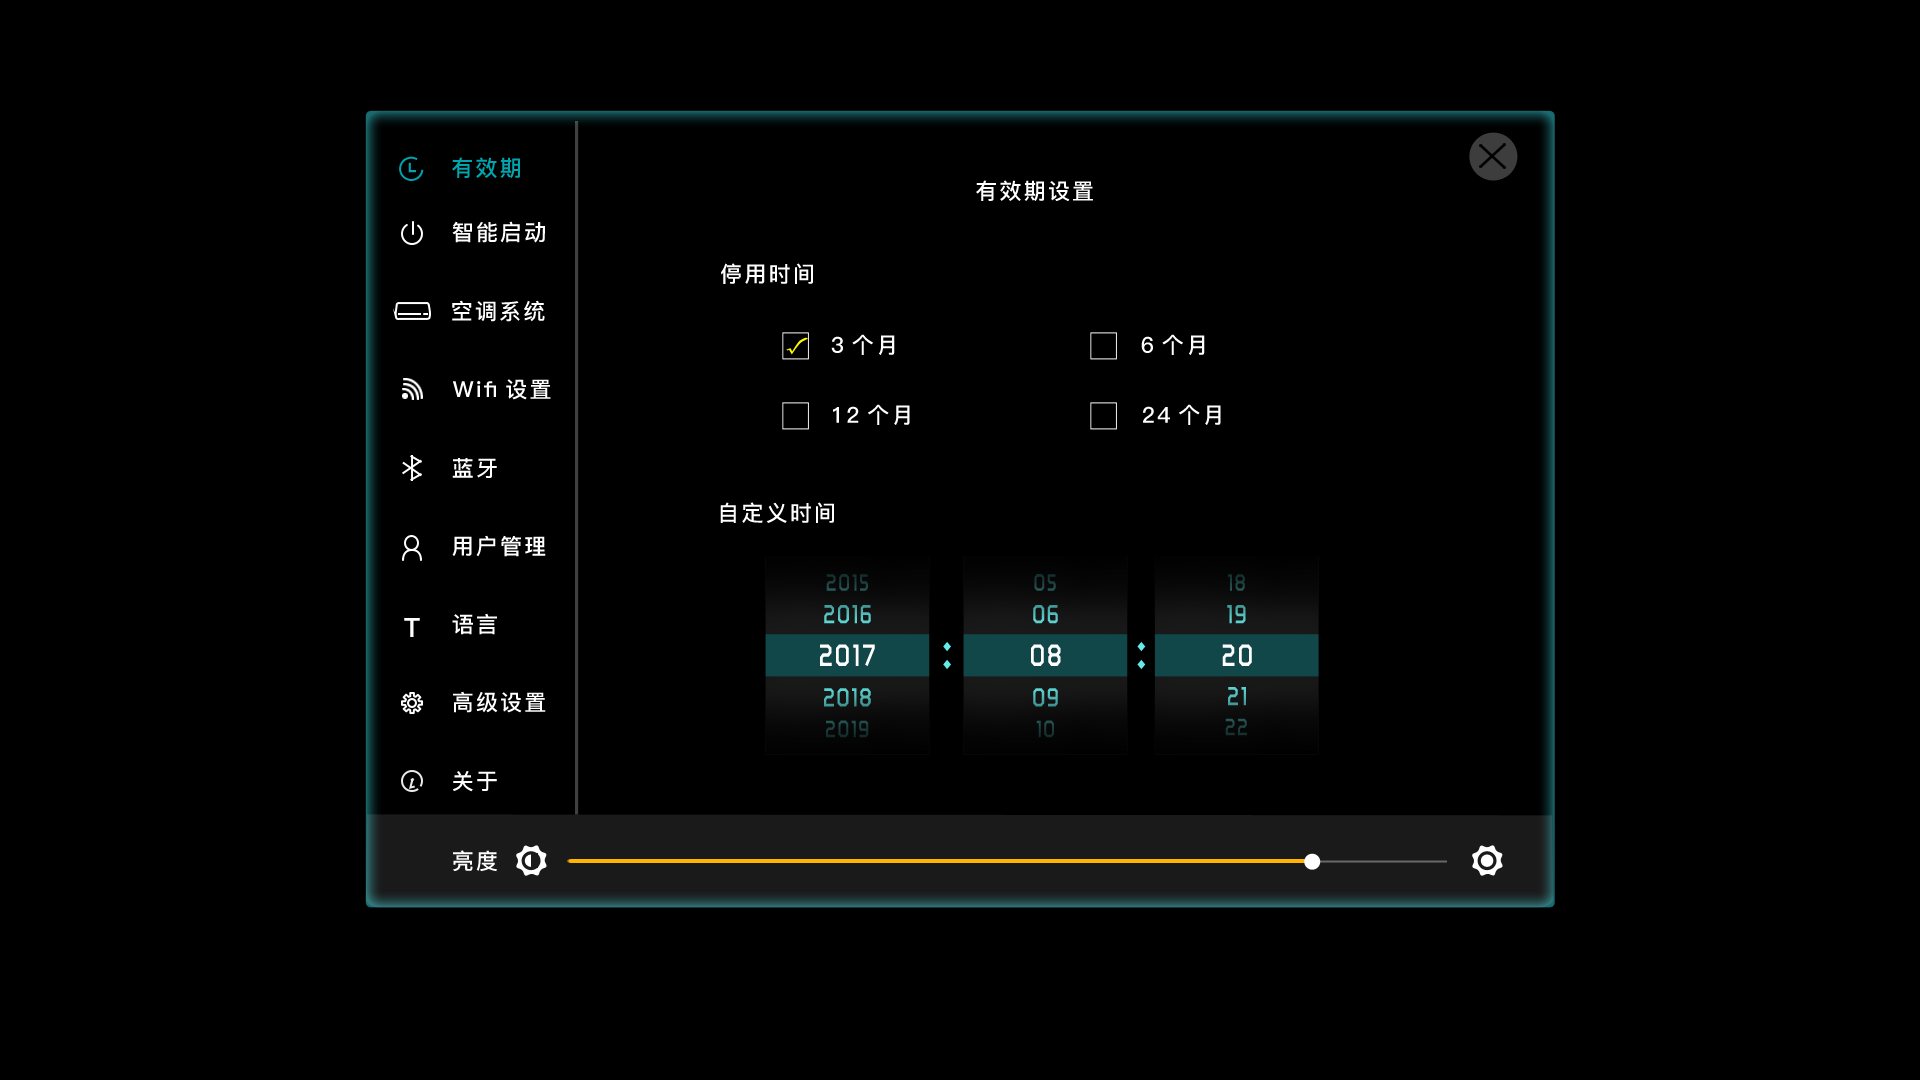 有效期
智能启动
空调系统
Wifi 设置
蓝牙
用户管理
T 语言
高级设置
关于
有效期设置
停用时间
3 个月 6 个月
12 个月 24 个月
自定义时间
2015 05 18
2016 06 19
2017 : 08 : 20
2018 09 21
2019 10 22
亮度